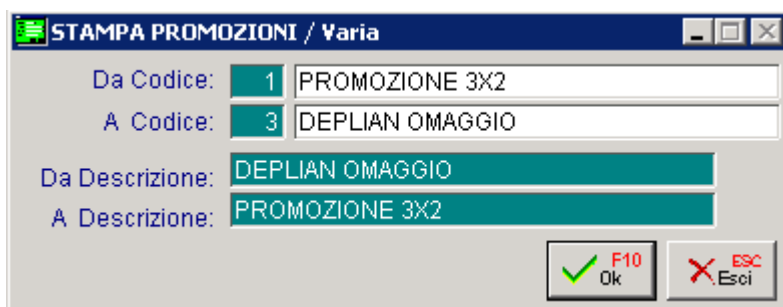 STAMPA PROMOZIONI / Varia
Da Codice: 1 PROMOZIONE 3X2
A Codice: 3 DEPLIAN OMAGGIO
Da Descrizione: DEPLIAN OMAGGIO
A Descrizione: PROMOZIONE 3X2
F10 Ok ESC Esci